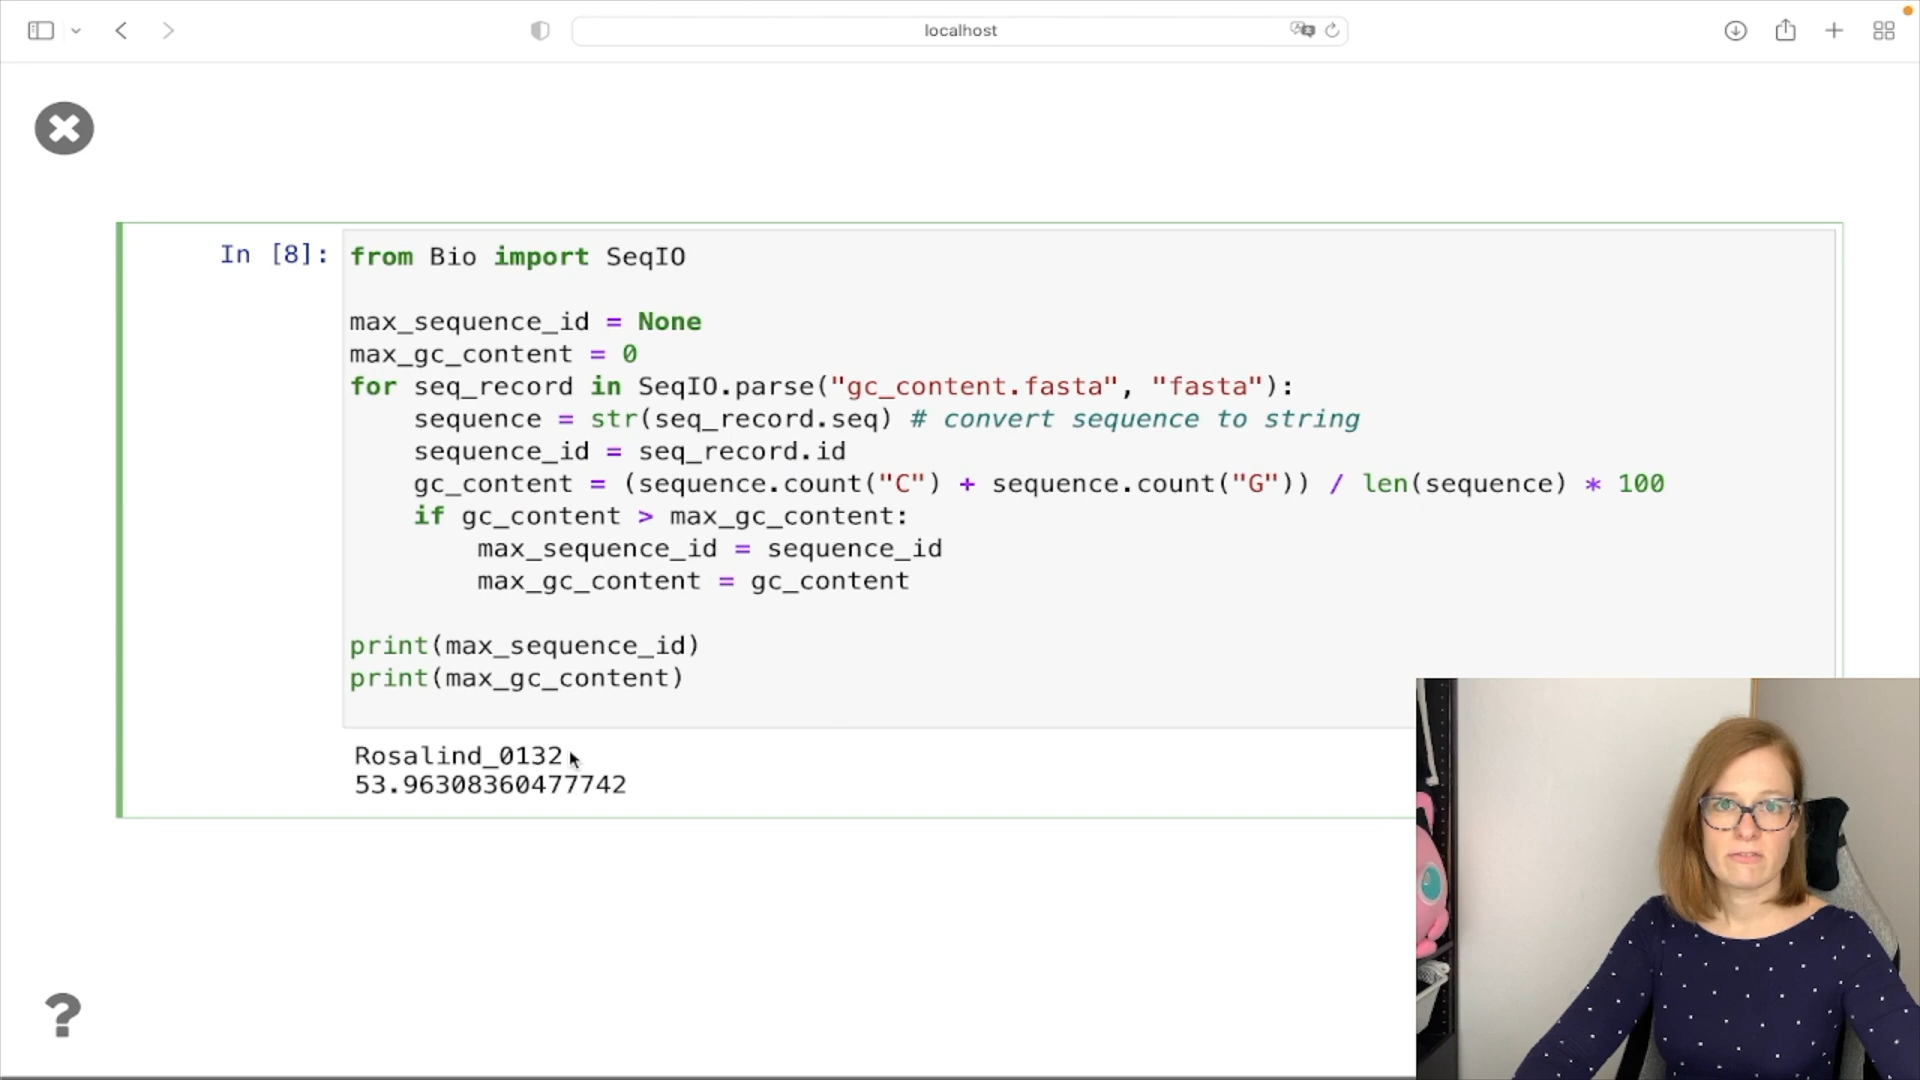 localhost
In [8]:
from Bio import SeqIO
max_sequence_id = None
max_gc_content = 0
for seq_record in SeqIO.parse("gc_content.fasta", "fasta"):
    sequence = str(seq_record.seq) # convert sequence to string
    sequence_id = seq_record.id
    gc_content = (sequence.count("C") + sequence.count("G")) / len(sequence) * 100
    if gc_content > max_gc_content:
        max_sequence_id = sequence_id
        max_gc_content = gc_content
print(max_sequence_id)
print(max_gc_content)
Rosalind_0132
53.96308360477742
?